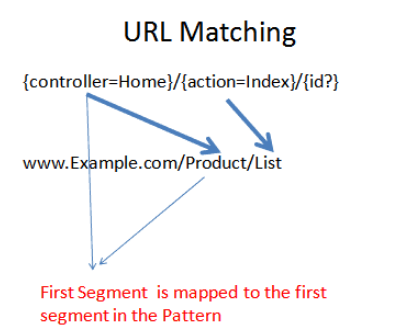 URL Matching
{controller=Home}/{action=Index}/{id?}
www.Example.com/Product/List
First Segment is mapped to the first
segment in the Pattern